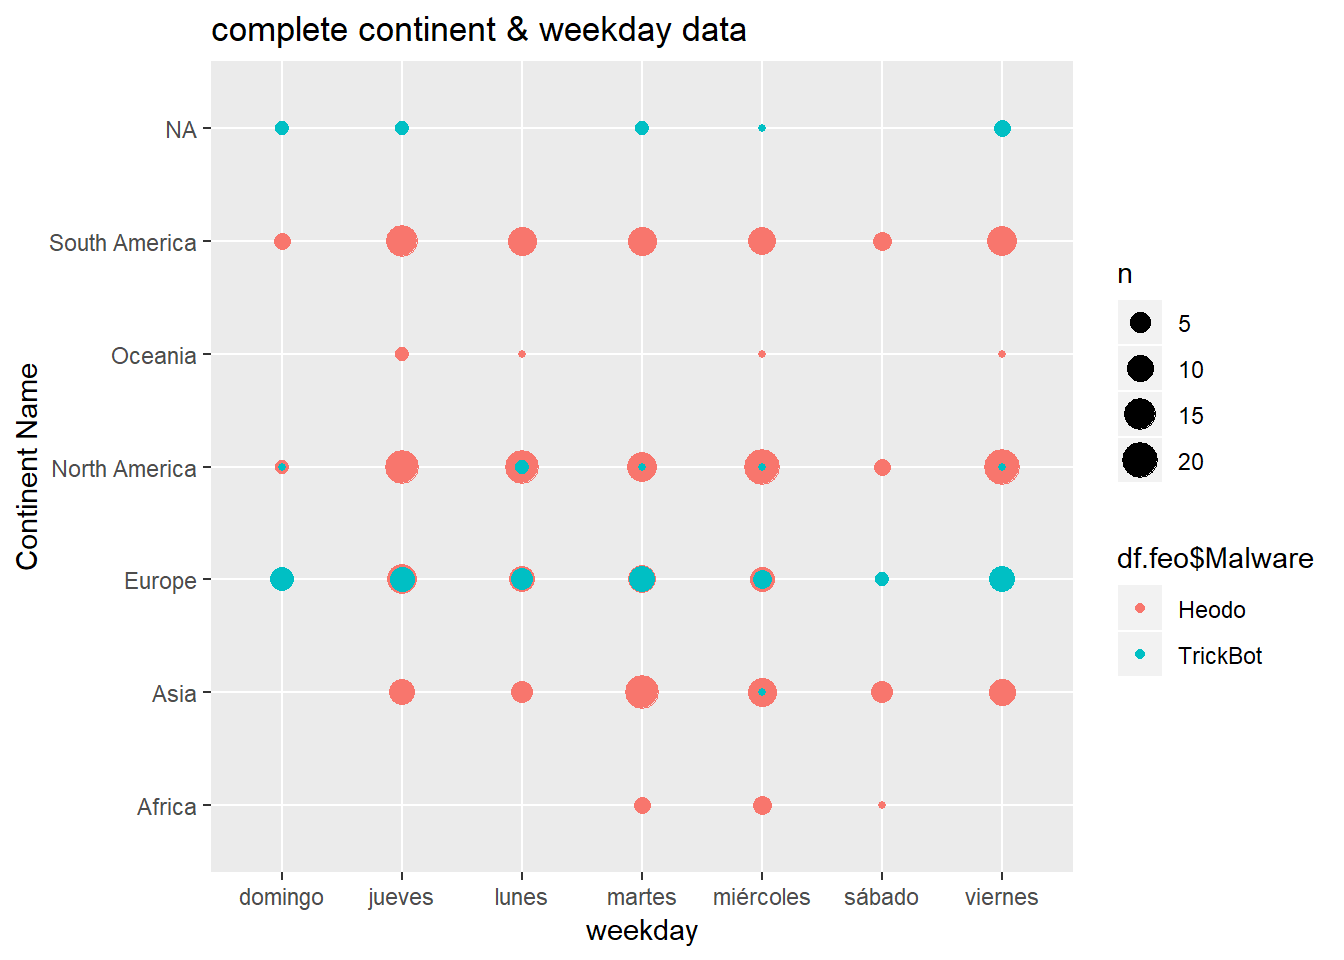 complete continent & weekday data
Continent Name
NA
South America
Oceania
North America
Europe
Asia
Africa
domingo jueves lunes martes miércoles sábado viernes
weekday
n
5
10
15
20
df.feo$Malware
Heodo
TrickBot